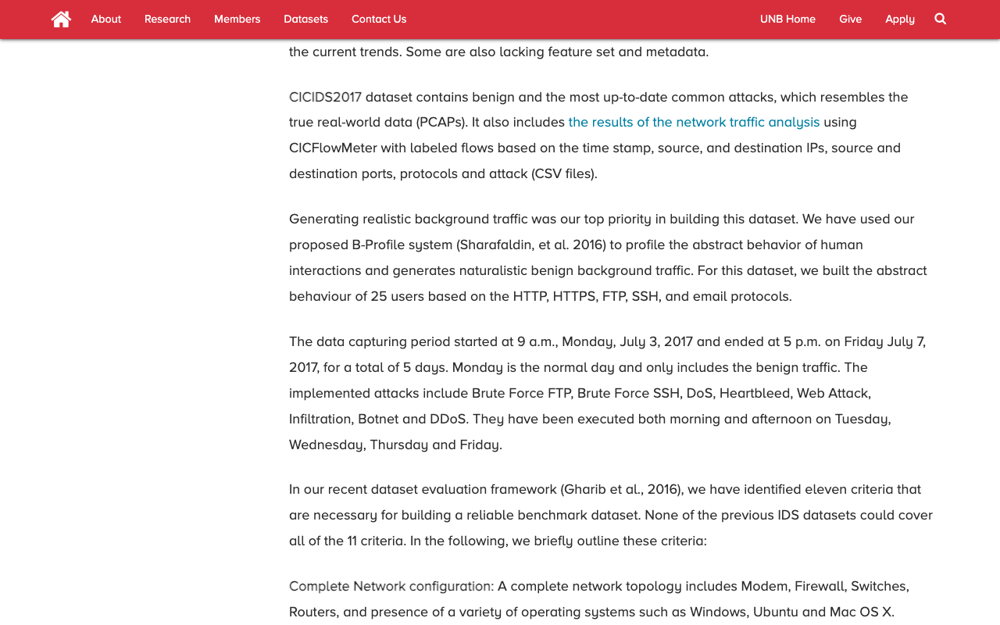 About Research Members Datasets Contact Us UNB Home Give Apply
the current trends. Some are also lacking feature set and metadata.
CICIDS2017 dataset contains benign and the most up-to-date common attacks, which resembles the
true real-world data (PCAPs). It also includes the results of the network traffic analysis using
CICFlowMeter with labeled flows based on the time stamp, source, and destination IPs, source and
destination ports, protocols and attack (CSV files).
Generating realistic background traffic was our top priority in building this dataset. We have used our
proposed B-Profile system (Sharafaldin, et al. 2016) to profile the abstract behavior of human
interactions and generates naturalistic benign background traffic. For this dataset, we built the abstract
behaviour of 25 users based on the HTTP, HTTPS, FTP, SSH, and email protocols.
The data capturing period started at 9 a.m., Monday, July 3, 2017 and ended at 5 p.m. on Friday July 7,
2017, for a total of 5 days. Monday is the normal day and only includes the benign traffic. The
implemented attacks include Brute Force FTP, Brute Force SSH, DoS, Heartbleed, Web Attack,
Infiltration, Botnet and DDoS. They have been executed both morning and afternoon on Tuesday,
Wednesday, Thursday and Friday.
In our recent dataset evaluation framework (Gharib et al., 2016), we have identified eleven criteria that
are necessary for building a reliable benchmark dataset. None of the previous IDS datasets could cover
all of the 11 criteria. In the following, we briefly outline these criteria:
Complete Network configuration: A complete network topology includes Modem, Firewall, Switches,
Routers, and presence of a variety of operating systems such as Windows, Ubuntu and Mac OS X.